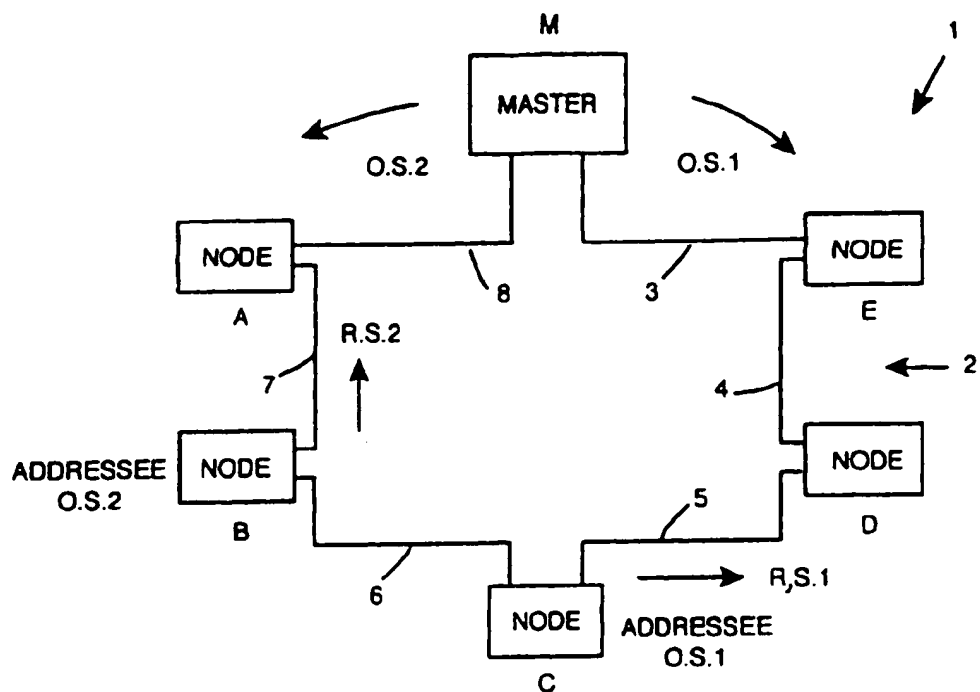 M
1
MASTER
O.S.2
O.S.1
NODE
NODE
8
3
A
E
R.S.2
7
4
2
ADDRESSEE
O.S.2
NODE
NODE
B
5
D
6
R,S.1
NODE
ADDRESSEE
O.S.1
C